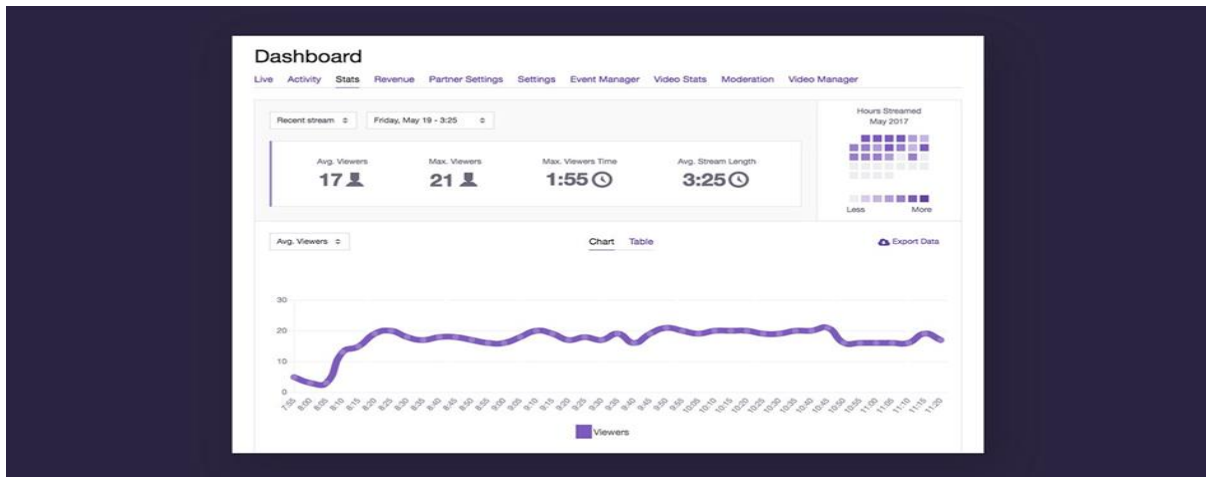 Dashboard
Live Activity Stats Revenue Partner Settings Settings Event Manager Video Stats Moderation Video Manager
Recent stream Friday, May 19 - 3:25
Hours Streamed
May 2017
Avg. Viewers Max. Viewers Max. Viewers Time Avg. Stream Length
17 21 1:55 3:25
Less More
Avg. Viewers Chart Table Export Data
30
20
10
0
7:55 8:00 8:05 8:10 8:15 8:20 8:25 8:30 8:35 8:40 8:45 8:50 8:55 9:00 9:05 9:10 9:15 9:20 9:25 9:30 9:35 9:40 9:45 9:50 9:55 10:05 10:10 10:15 10:20 10:25 10:30 10:35 10:40 10:45 10:50 10:55 11:00 11:05 11:10 11:15 11:20
Viewers